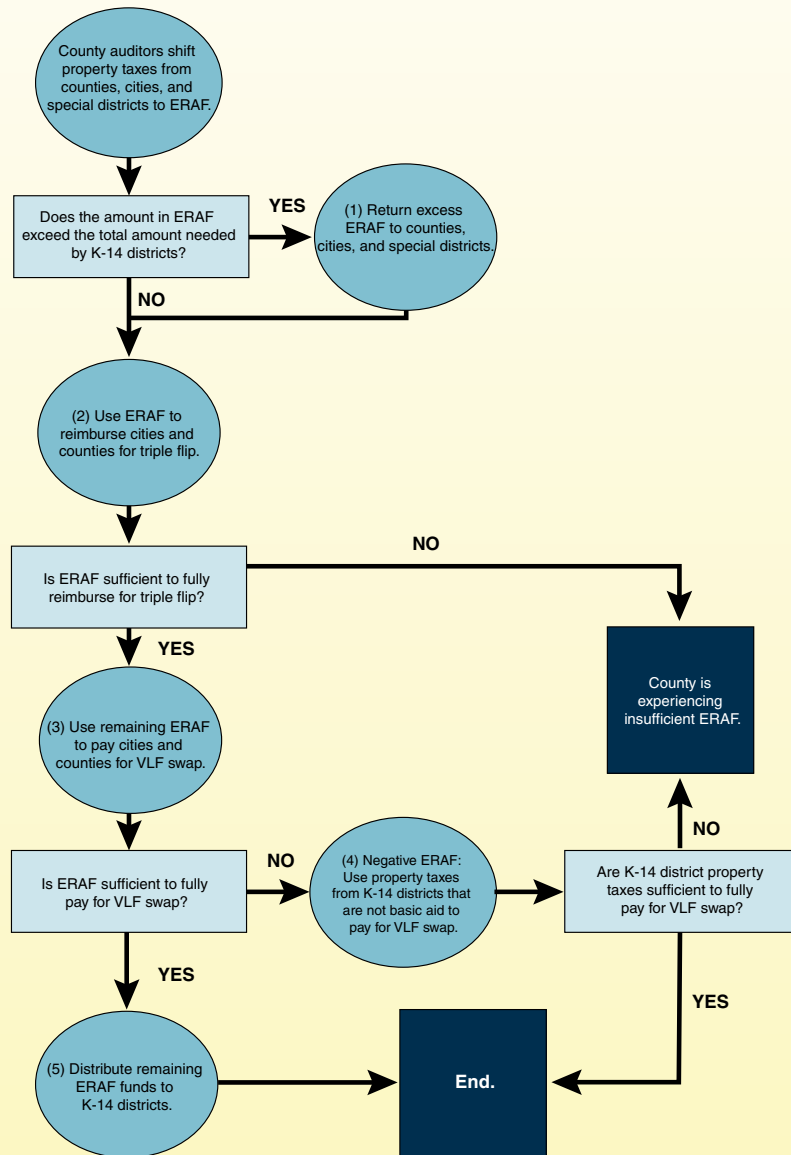 County auditors shift
property taxes from
counties, cities, and
special districts to ERAF.
Does the amount in ERAF
exceed the total amount needed
by K-14 districts?
YES
(1) Return excess
ERAF to counties,
cities, and special districts.
NO
(2) Use ERAF to
reimburse cities and
counties for triple flip.
Is ERAF sufficient to fully
reimburse for triple flip?
NO
YES
County is
experiencing
insufficient ERAF.
(3) Use remaining ERAF
to pay cities and
counties for VLF swap.
Is ERAF sufficient to fully
pay for VLF swap?
NO
(4) Negative ERAF:
Use property taxes
from K-14 districts that
are not basic aid to
pay for VLF swap.
NO
Are K-14 district property
taxes sufficient to fully
pay for VLF swap?
YES
YES
(5) Distribute remaining
ERAF funds to
K-14 districts.
End.